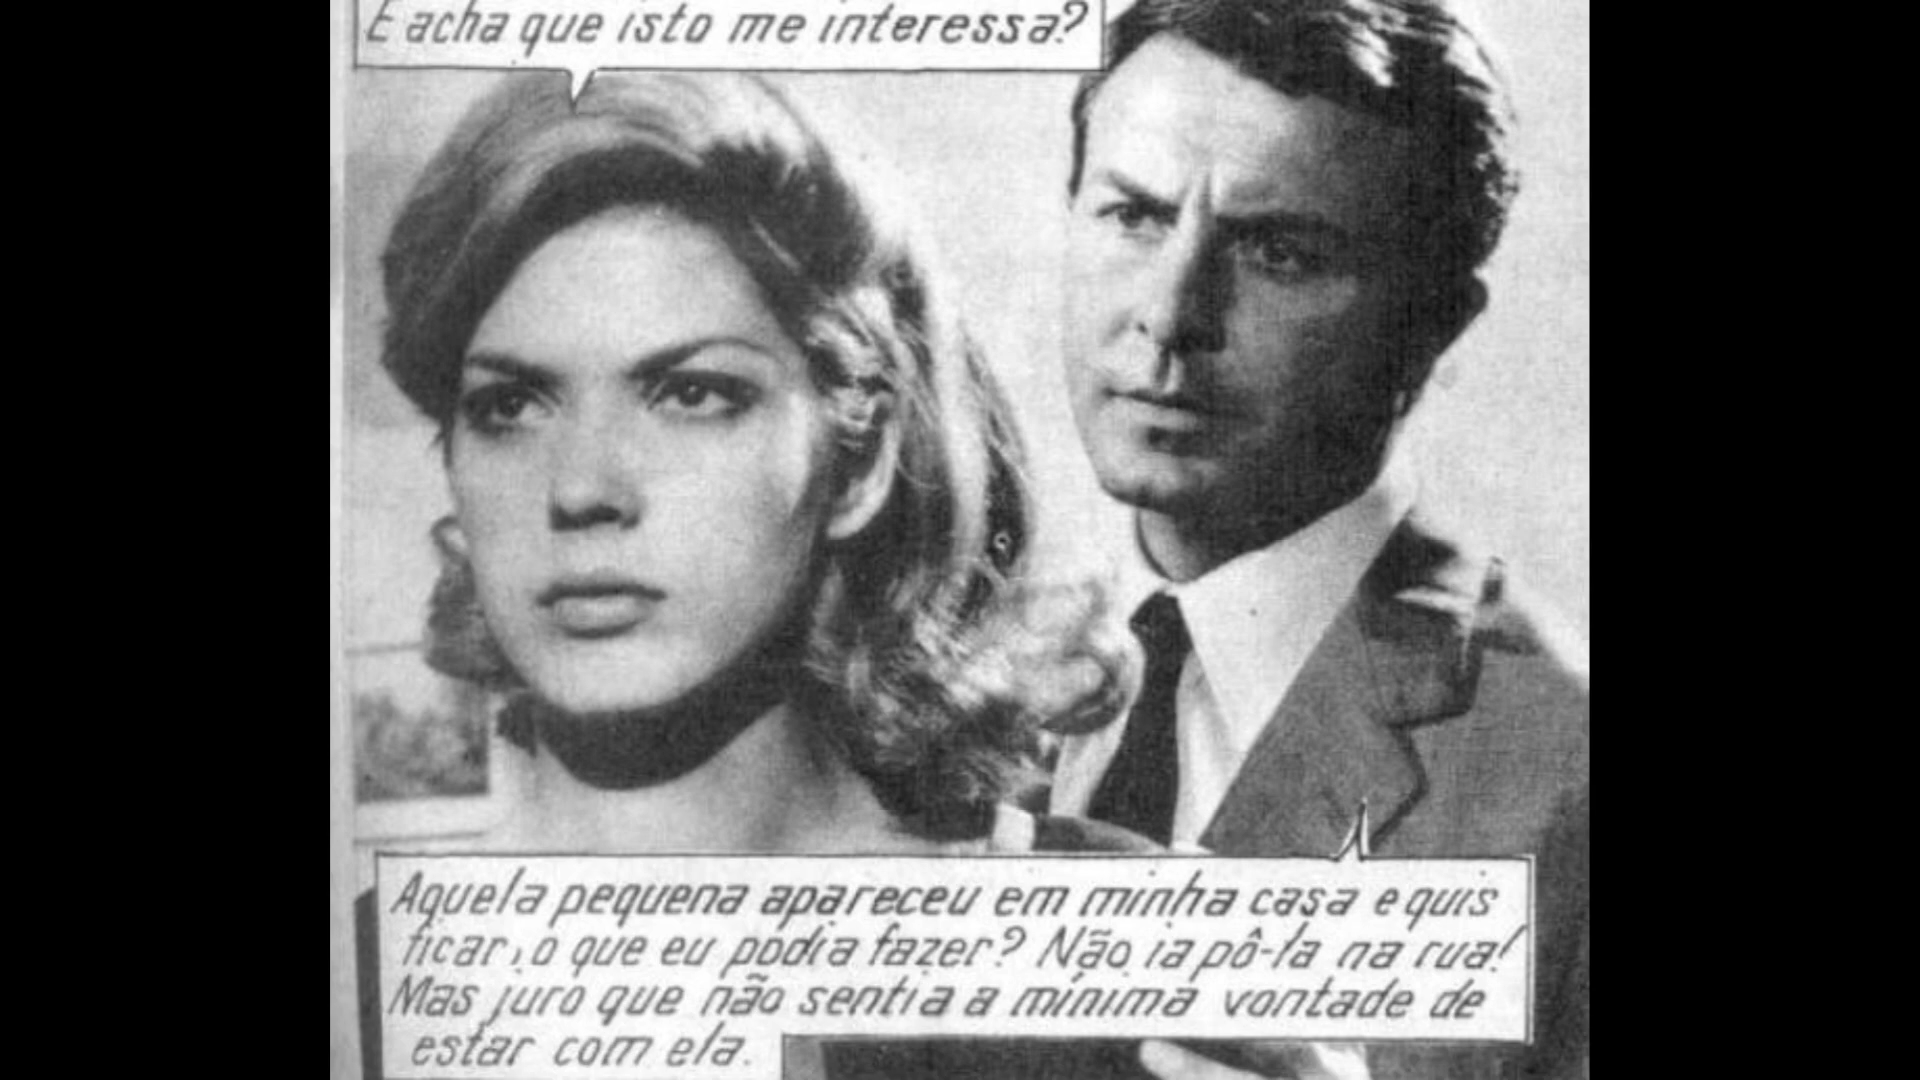 E acha que isto me interessa?
Aquela pequena apareceu em minha casa e quis
ficar, o que eu podia fazer? Não ia pô-la na rua!
Mas juro que não sentia a mínima vontade de
estar com ela.